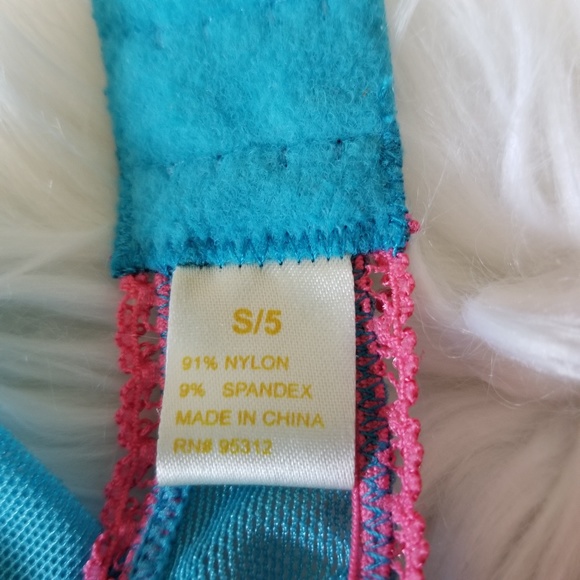 S/5
91% NYLON
9% SPANDEX
MADE IN CHINA
RN# 95312